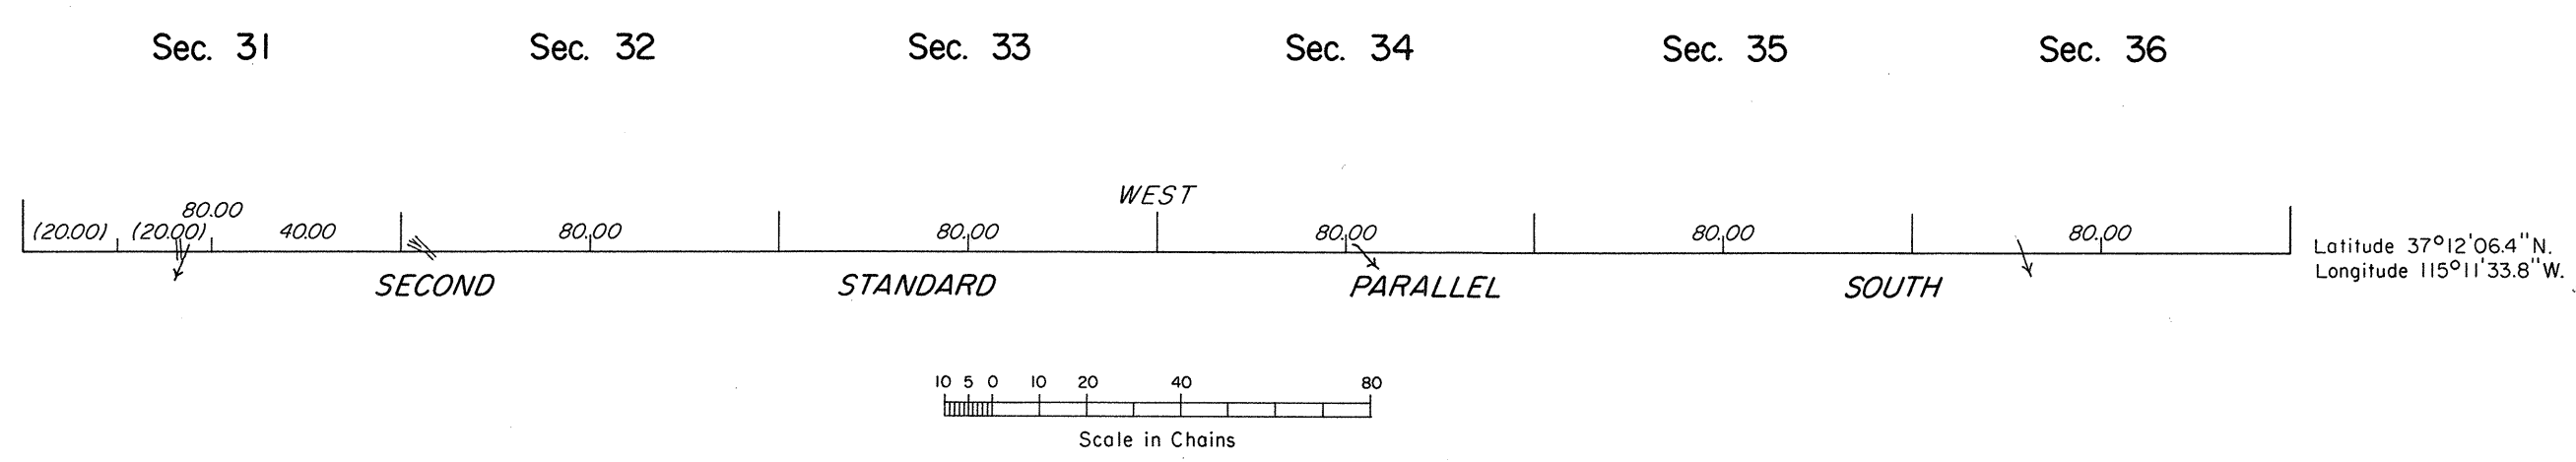 Sec. 31 Sec. 32 Sec. 33 Sec. 34 Sec. 35 Sec. 36
WEST
80.00
(20.00) (20.00) 40.00 80.00 80.00 80.00 80.00 80.00
Latitude 37°12'06.4"N.
Longitude 115°11'33.8"W.
SECOND STANDARD PARALLEL SOUTH
10 5 0 10 20 40 80
Scale in Chains